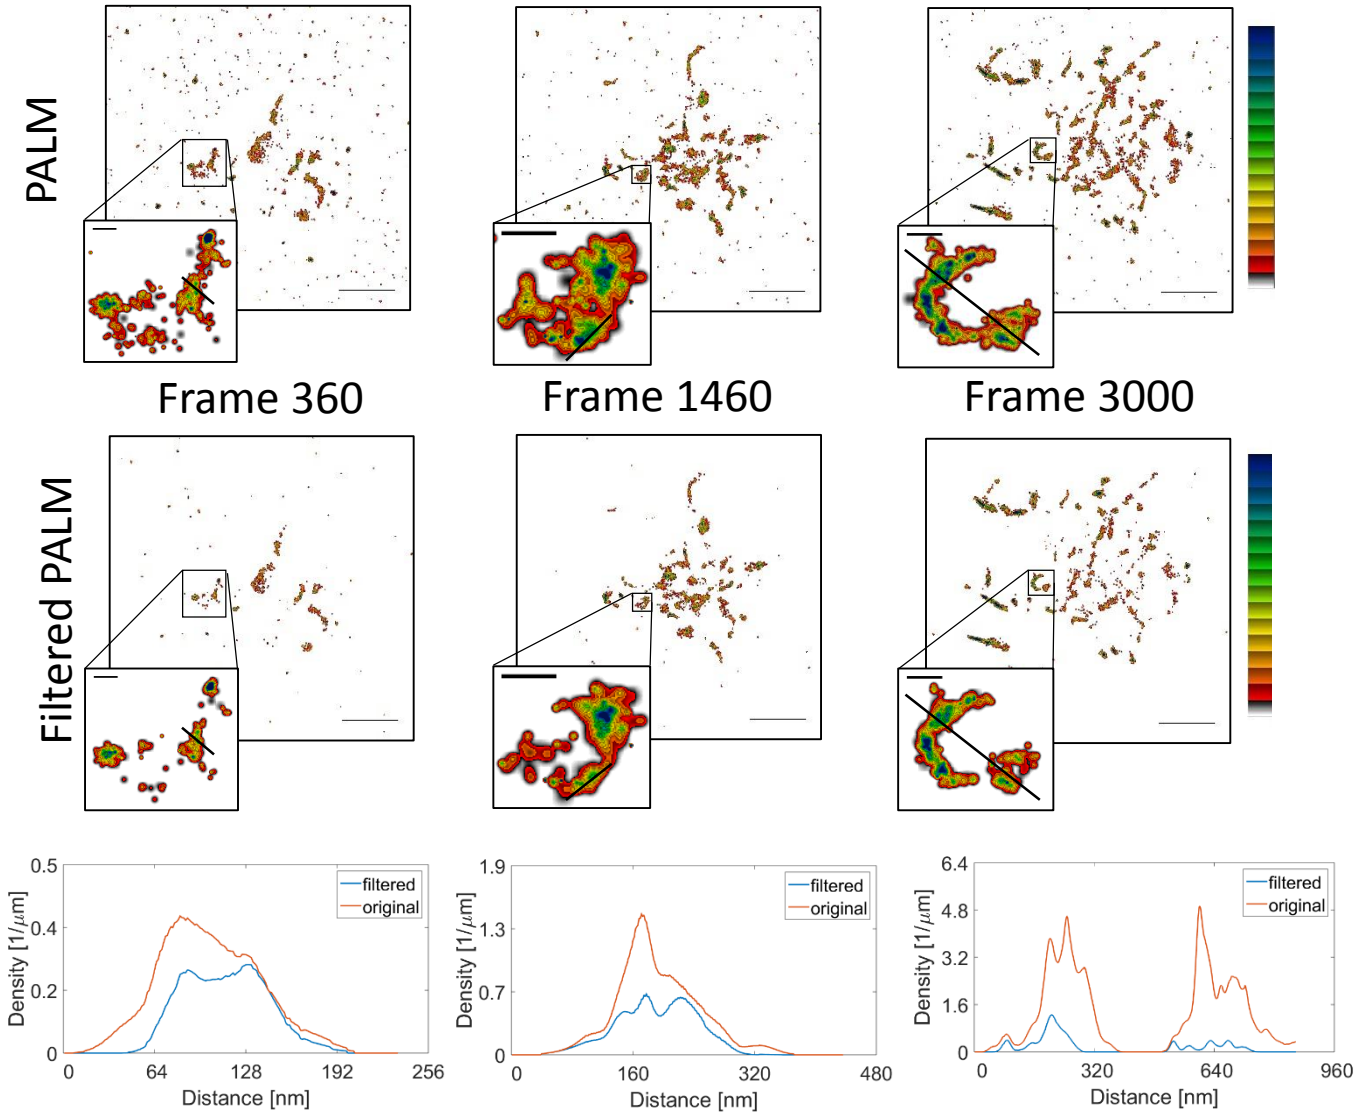 PALM
Frame 360
Frame 1460
Frame 3000
Filtered PALM
0.5
0.4
0.2
0
Density [1/μm]
filtered
original
0
64
128
192
256
Distance [nm]
1.9
1.3
0.7
0
Density [1/μm]
filtered
original
0
160
320
480
Distance [nm]
6.4
4.8
3.2
1.6
0
Density [1/μm]
filtered
original
0
320
640
960
Distance [nm]